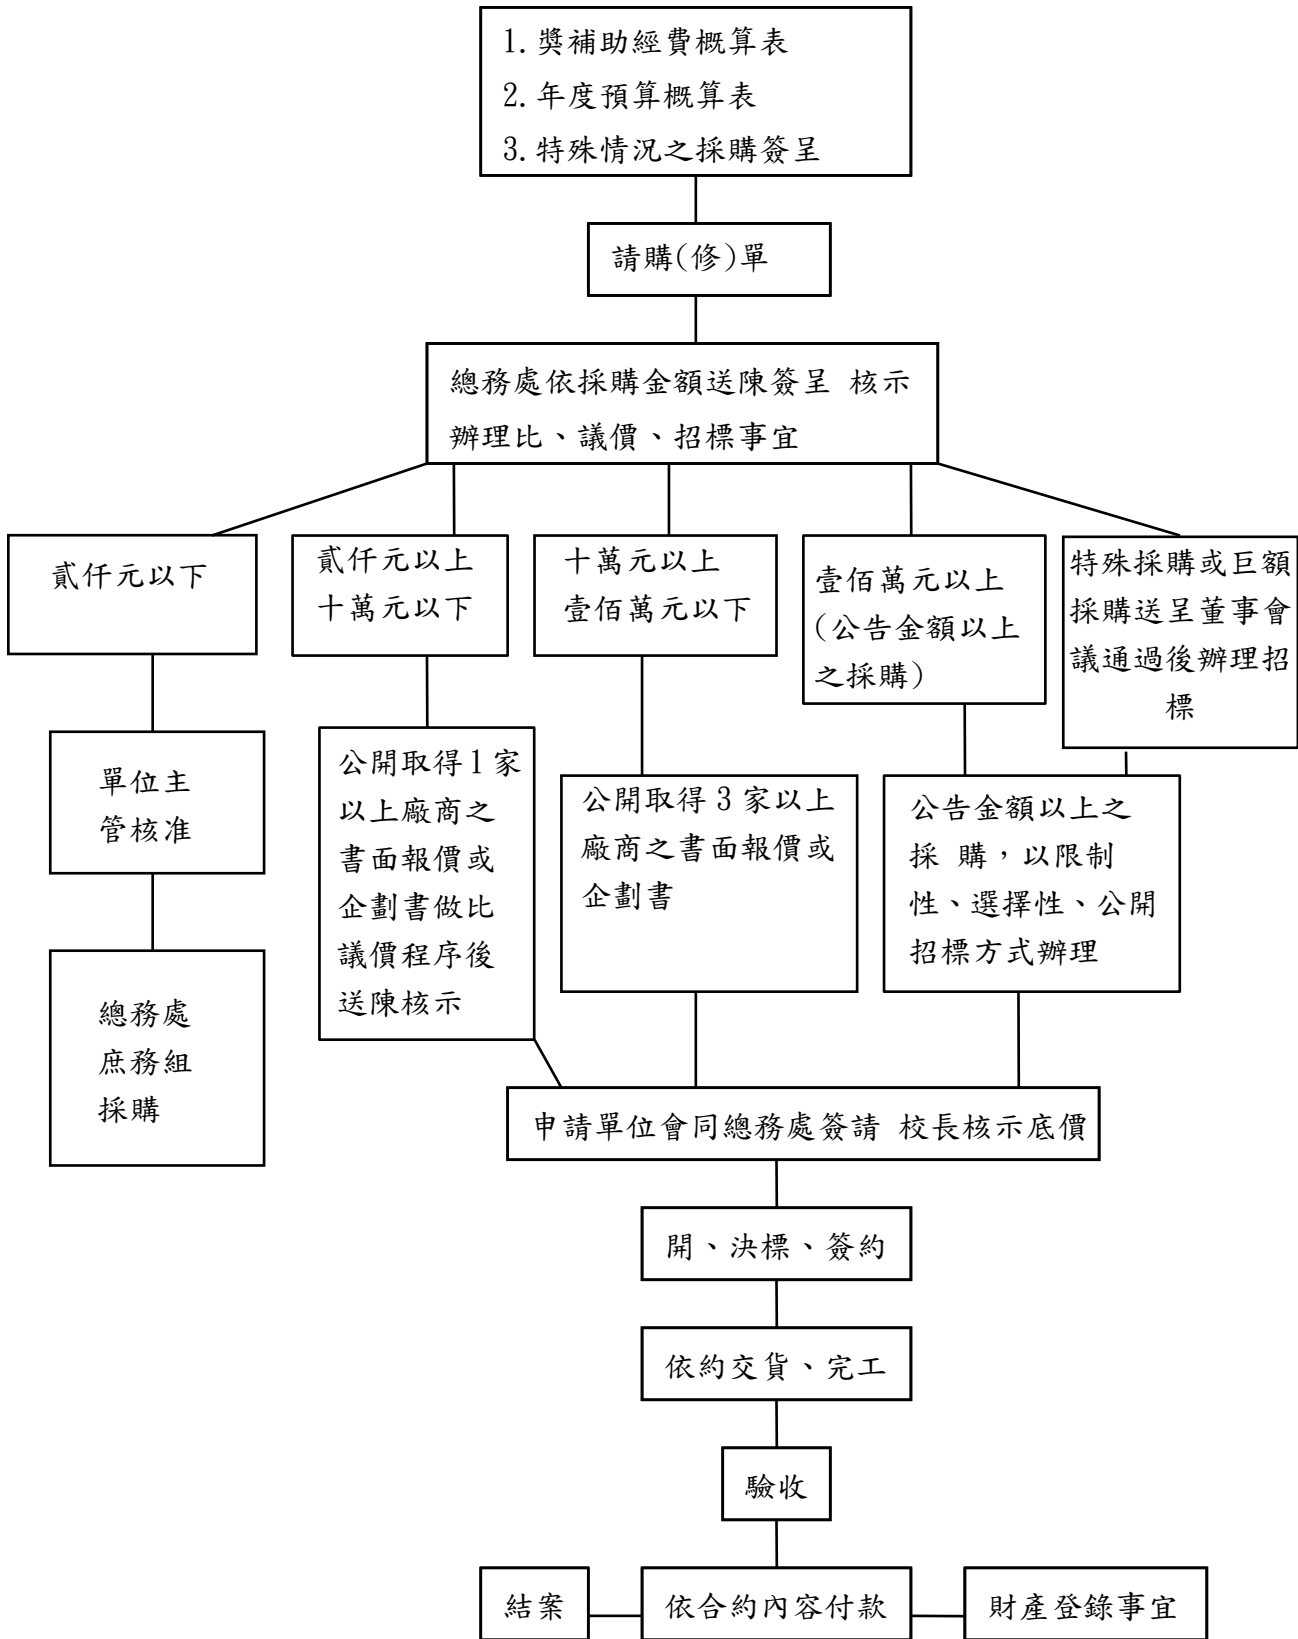 1.獎補助經費概算表
2.年度預算概算表
3.特殊情況之採購簽呈
請購(修)單
總務處依採購金額送陳簽呈 核示
辦理比、議價、招標事宜
貳仟元以下
貳仟元以上
十萬元以下
十萬元以上
壹佰萬元以下
壹佰萬元以上
(公告金額以上
之採購)
特殊採購或巨額
採購送呈董事會
議通過後辦理招
標
單位主
管核准
公開取得1家
以上廠商之
書面報價或
企劃書做比
議價程序後
送陳核示
公開取得 3 家以上
廠商之書面報價或
企劃書
公告金額以上之
採 購,以限制
性、選擇性、公開
招標方式辦理
總務處
庶務組
採購
申請單位會同總務處簽請 校長核示底價
開、決標、簽約
依約交貨、完工
驗收
結案
依合約內容付款
財產登錄事宜